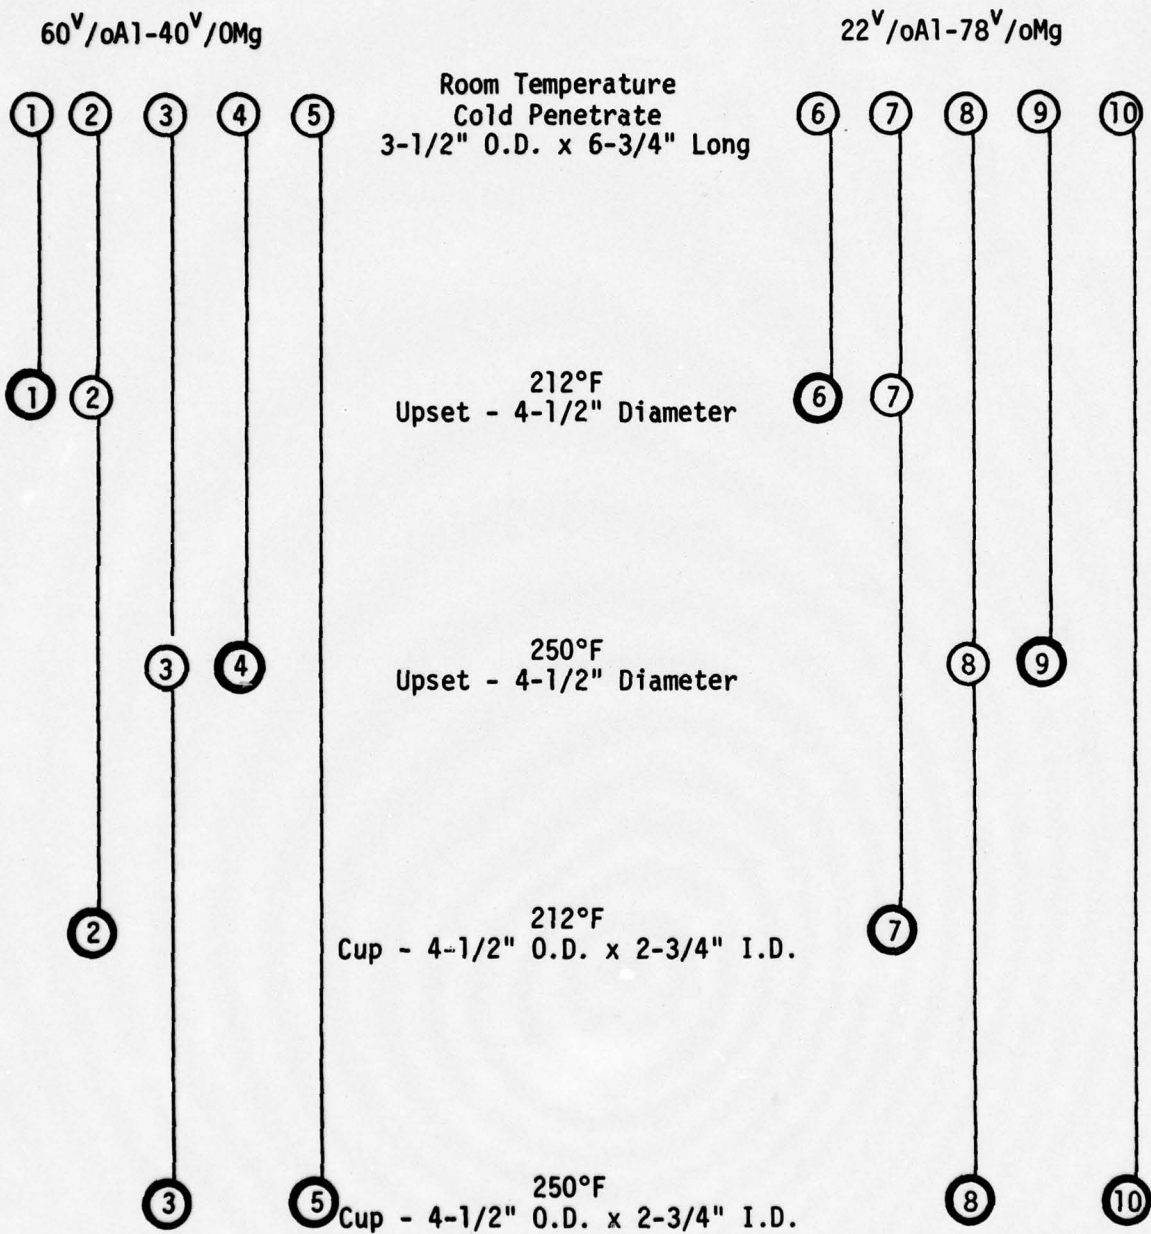 60ᵛ/oAl-40ᵛ/OMg
22ᵛ/oAl-78ᵛ/oMg
1 2 3 4 5
Room Temperature
Cold Penetrate
3-1/2" O.D. x 6-3/4" Long
6 7 8 9 10
1 2
212°F
Upset - 4-1/2" Diameter
6 7
3 4
250°F
Upset - 4-1/2" Diameter
8 9
2
212°F
Cup - 4-1/2" O.D. x 2-3/4" I.D.
7
3 5
250°F
Cup - 4-1/2" O.D. x 2-3/4" I.D.
8 10